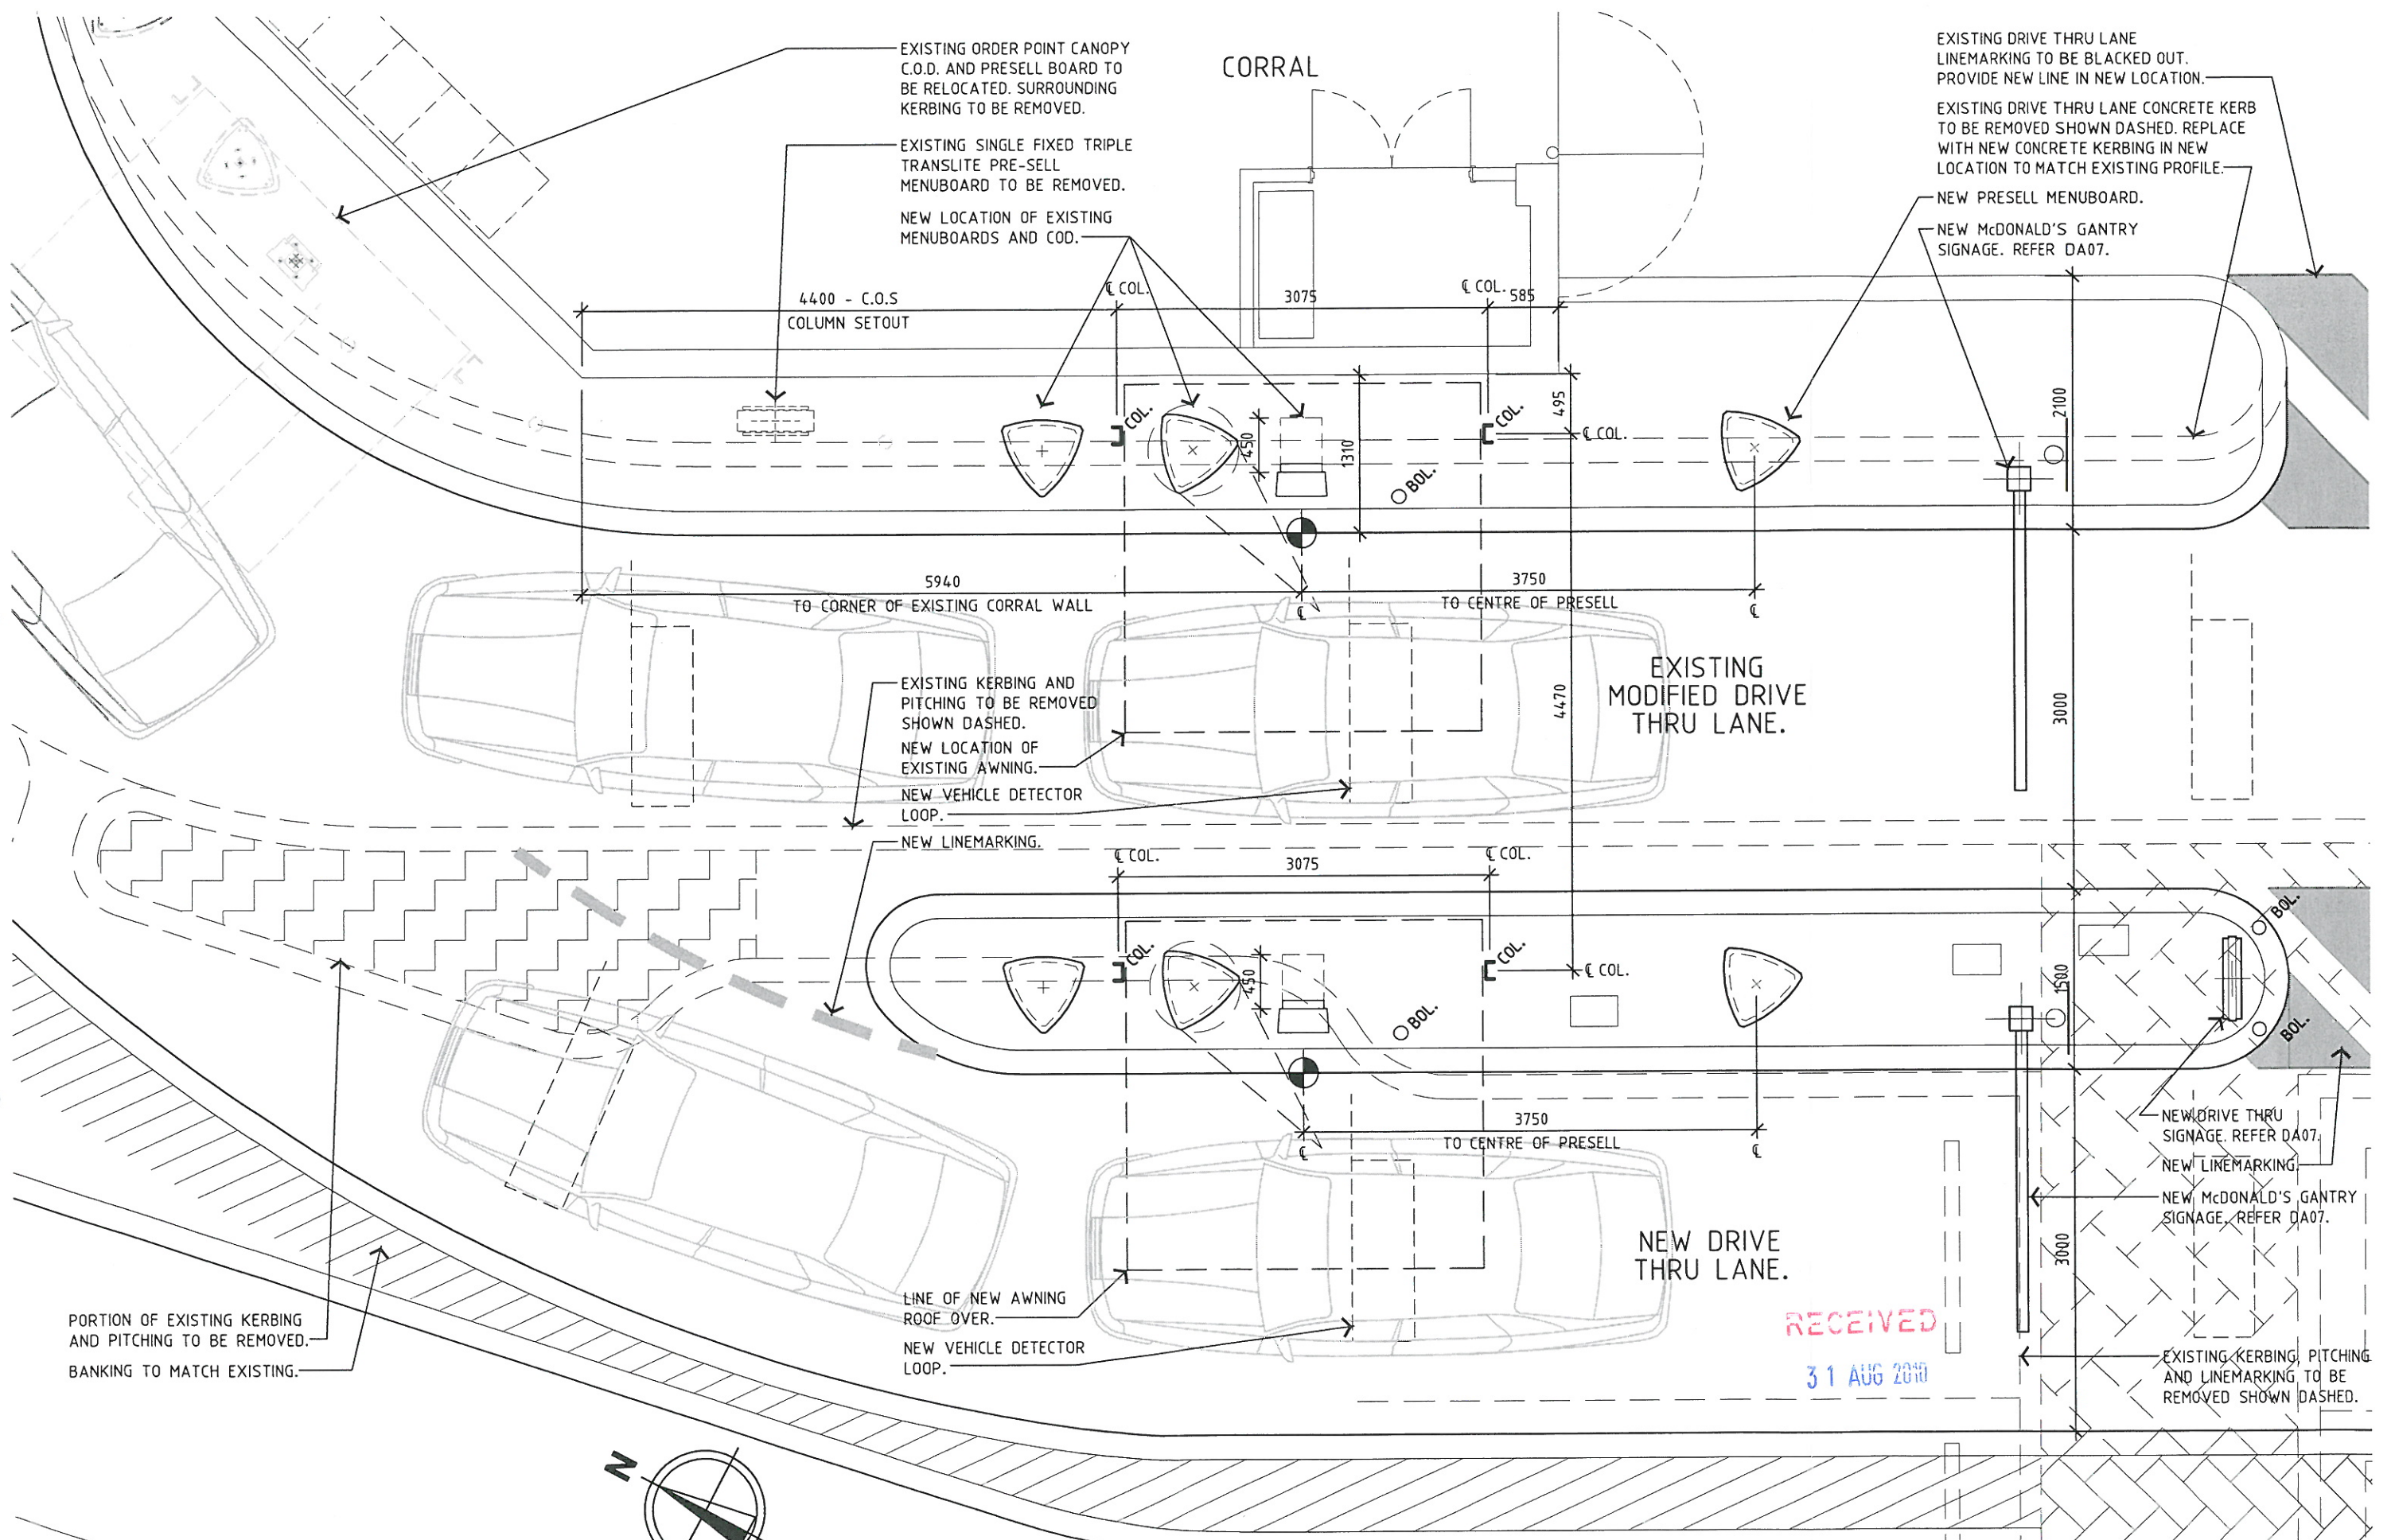 EXISTING ORDER POINT CANOPY
C.O.D. AND PRESELL BOARD TO
BE RELOCATED. SURROUNDING
KERBING TO BE REMOVED.
EXISTING SINGLE FIXED TRIPLE
TRANSLITE PRE-SELL
MENUBOARD TO BE REMOVED.
NEW LOCATION OF EXISTING
MENUBOARDS AND COD.
CORRAL
EXISTING DRIVE THRU LANE
LINEMARKING TO BE BLACKED OUT.
PROVIDE NEW LINE IN NEW LOCATION.
EXISTING DRIVE THRU LANE CONCRETE KERB
TO BE REMOVED SHOWN DASHED. REPLACE
WITH NEW CONCRETE KERBING IN NEW
LOCATION TO MATCH EXISTING PROFILE.
NEW PRESELL MENUBOARD.
NEW McDONALD'S GANTRY
SIGNAGE. REFER DA07.
4400 - C.O.S
COLUMN SETOUT
℄ COL.
3075
℄ COL.
585
COL.
450
1310
COL.
495
℄ COL.
2100
BOL.
5940
TO CORNER OF EXISTING CORRAL WALL
℄
3750
TO CENTRE OF PRESELL
℄
EXISTING
MODIFIED DRIVE
THRU LANE.
4470
3000
EXISTING KERBING AND
PITCHING TO BE REMOVED
SHOWN DASHED.
NEW LOCATION OF
EXISTING AWNING.
NEW VEHICLE DETECTOR
LOOP.
NEW LINEMARKING.
℄ COL.
3075
℄ COL.
COL.
450
COL.
℄ COL.
BOL.
1500
BOL.
BOL.
3750
TO CENTRE OF PRESELL
℄
℄
NEW DRIVE THRU
SIGNAGE. REFER DA07.
NEW LINEMARKING.
NEW McDONALD'S GANTRY
SIGNAGE. REFER DA07.
3000
NEW DRIVE
THRU LANE.
LINE OF NEW AWNING
ROOF OVER.
NEW VEHICLE DETECTOR
LOOP.
RECEIVED
31 AUG 2010
EXISTING KERBING, PITCHING
AND LINEMARKING TO BE
REMOVED SHOWN DASHED.
PORTION OF EXISTING KERBING
AND PITCHING TO BE REMOVED.
BANKING TO MATCH EXISTING.
N